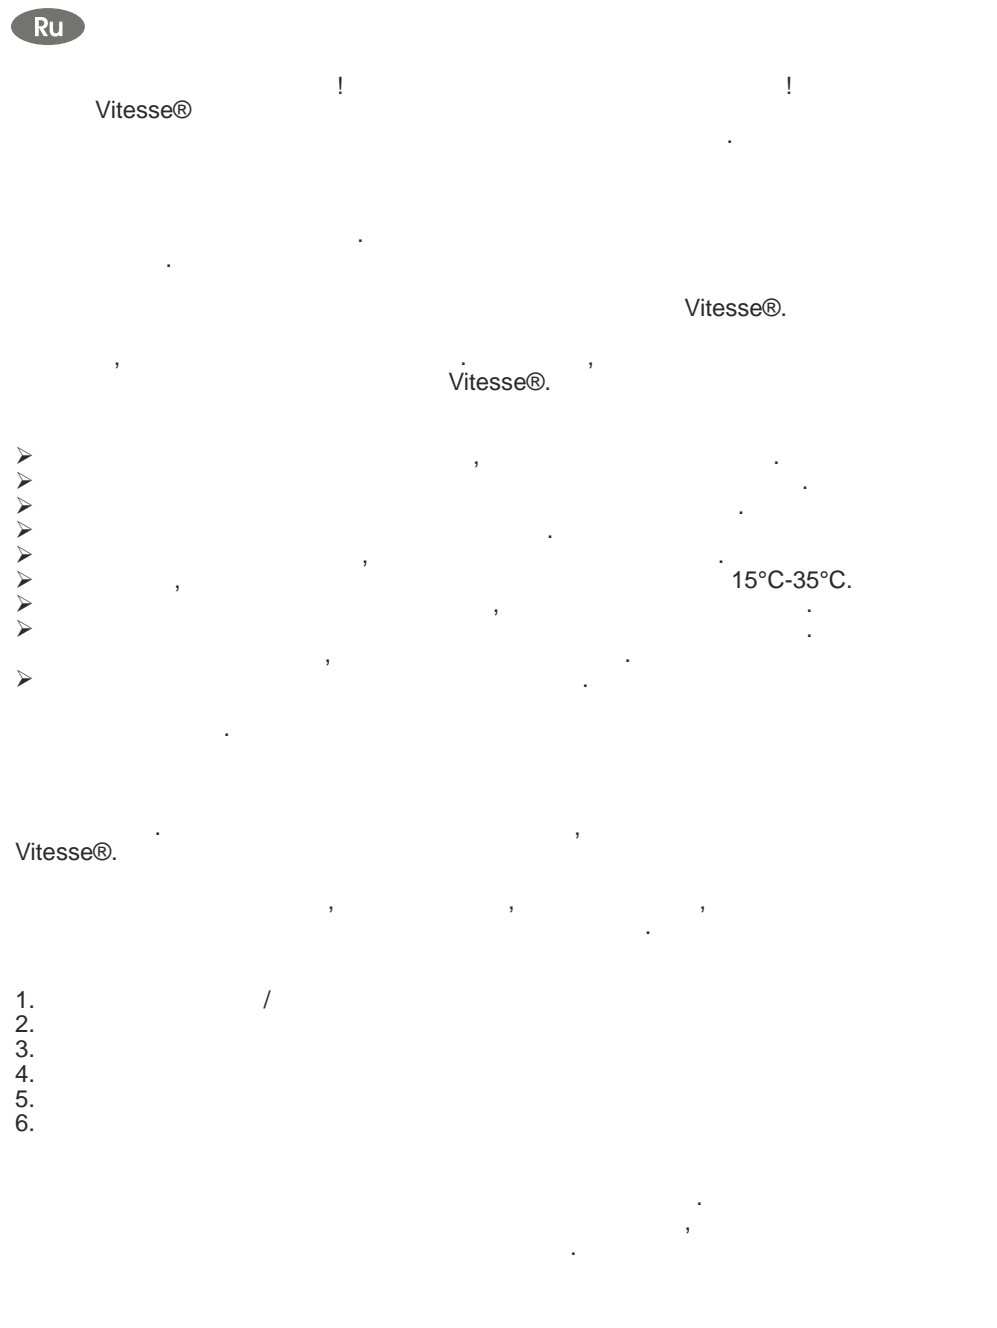 Ru
! !
Vitesse®
.
.
.
Vitesse®.
, . ,
Vitesse®.
➢ , .
➢ .
➢ .
➢ .
➢ , .
➢ , 15°C-35°C.
➢ , .
➢ .
, .
➢ .
.
. ,
Vitesse®.
, , ,
.
1. /
2.
3.
4.
5.
6.
.
,
.